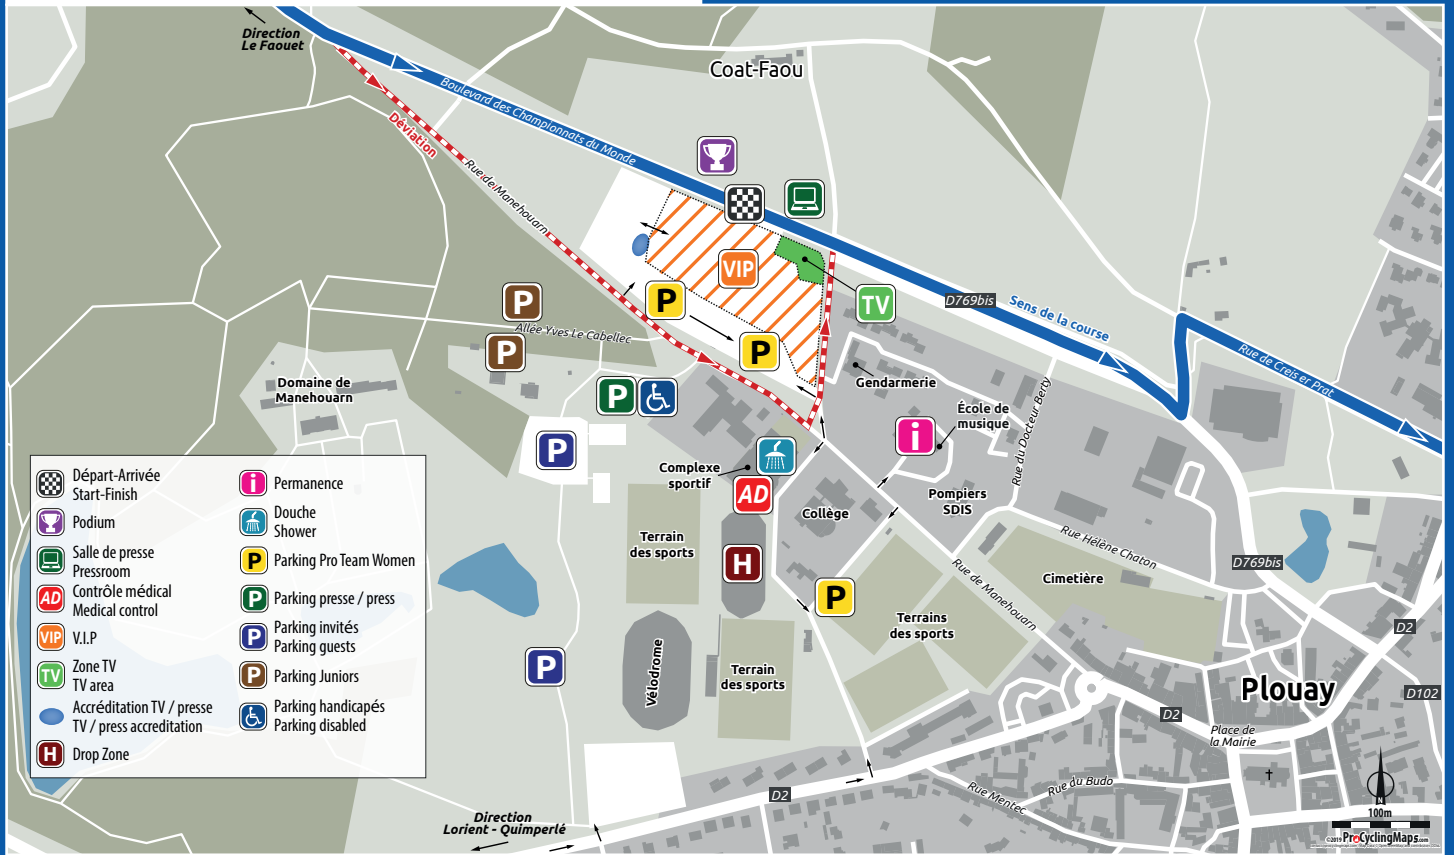 Direction
Le Faouet
Coat-Faou
Boulevard des Championnats du Monde
Déviation
Rue de Manehouarn
VIP
TV
D769bis
Sens de la course
Rue de Creis er Prat
P
P
P
Allée Yves Le Cabellec
P
Gendarmerie
Domaine de
Manehouarn
P
École de
musique
i
Rue du Docteur Berty
P
Complexe
sportif
AD
Pompiers
SDIS
Collège
Terrain
des sports
H
Rue Hélène Chaton
D769bis
Cimetière
Rue de Manehouarn
P
Terrains
des sports
D2
P
Vélodrome
Terrain
des sports
Plouay
D102
D2
Place de
la Mairie
Rue du Budo
Rue Mentec
D2
Direction
Lorient - Quimperlé
N
100m
©2019 ProCyclingMaps.com
Départ-Arrivée
Start-Finish
Podium
Salle de presse
Pressroom
AD
Contrôle médical
Medical control
VIP
V.I.P
TV
Zone TV
TV area
Accréditation TV / presse
TV / press accreditation
H
Drop Zone
i
Permanence
Douche
Shower
P
Parking Pro Team Women
P
Parking presse / press
P
Parking invités
Parking guests
P
Parking Juniors
Parking handicapés
Parking disabled